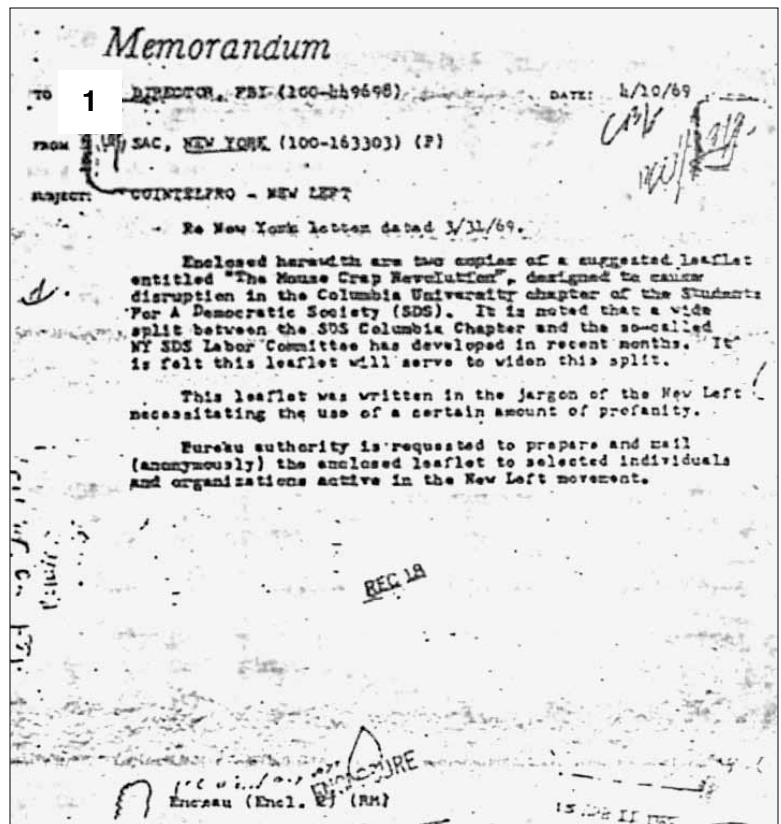 Memorandum
1
TO DIRECTOR, FBI (100-449698) DATE: 4/10/69
FROM SAC, NEW YORK (100-163303) (P)
SUBJECT: COINTELPRO - NEW LEFT
Re New York letter dated 3/31/69.
Enclosed herewith are two copies of a suggested leaflet
entitled "The Mouse Crap Revolution", designed to cause
disruption in the Columbia University chapter of the Students
For A Democratic Society (SDS). It is noted that a wide
split between the SDS Columbia Chapter and the so-called
NY SDS Labor Committee has developed in recent months. It
is felt this leaflet will serve to widen this split.
This leaflet was written in the jargon of the New Left
necessitating the use of a certain amount of profanity.
Bureau authority is requested to prepare and mail
(anonymously) the enclosed leaflet to selected individuals
and organizations active in the New Left movement.
REC 18
ENCLOSURE
(Encl. 2) (RM)